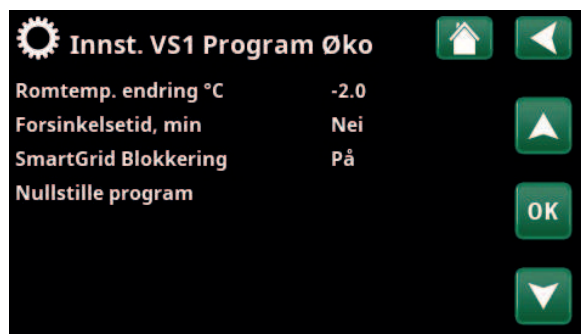 Innst. VS1 Program Øko
Romtemp. endring °C -2.0
Forsinkelsetid, min Nei
SmartGrid Blokkering På
Nullstille program
OK